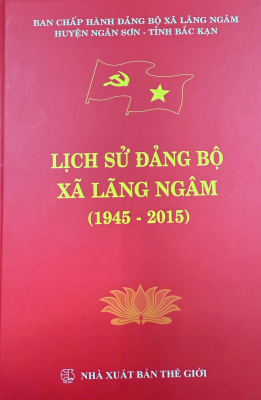 BAN CHẤP HÀNH ĐẢNG BỘ XÃ LÃNG NGÂM
HUYỆN NGÂN SƠN - TỈNH BẮC KẠN
LỊCH SỬ ĐẢNG BỘ
XÃ LÃNG NGÂM
(1945 - 2015)
NHÀ XUẤT BẢN THẾ GIỚI